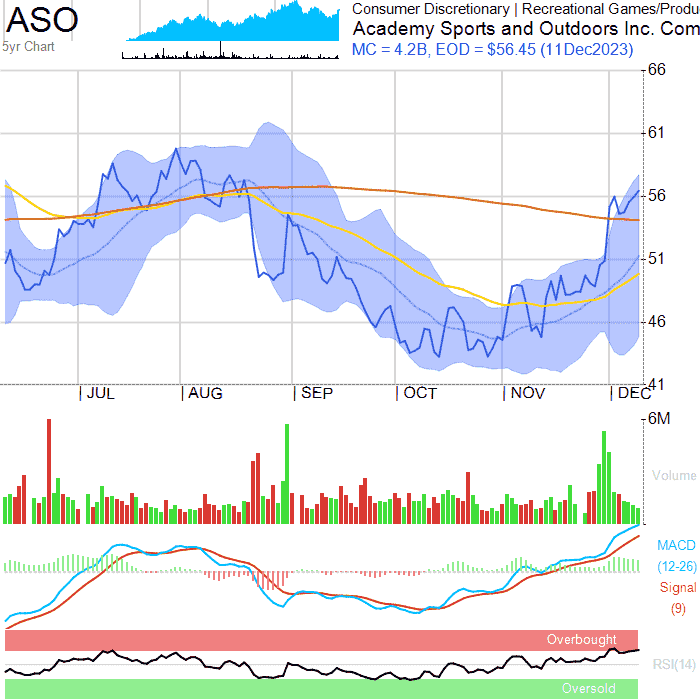 ASO
5yr Chart
Consumer Discretionary | Recreational Games/Produ
Academy Sports and Outdoors Inc. Com
MC = 4.2B, EOD = $56.45 (11Dec2023)
66
61
56
51
46
41
JUL AUG SEP OCT NOV DEC
6M
Volume
MACD
(12-26)
Signal
(9)
Overbought
RSI(14)
Oversold